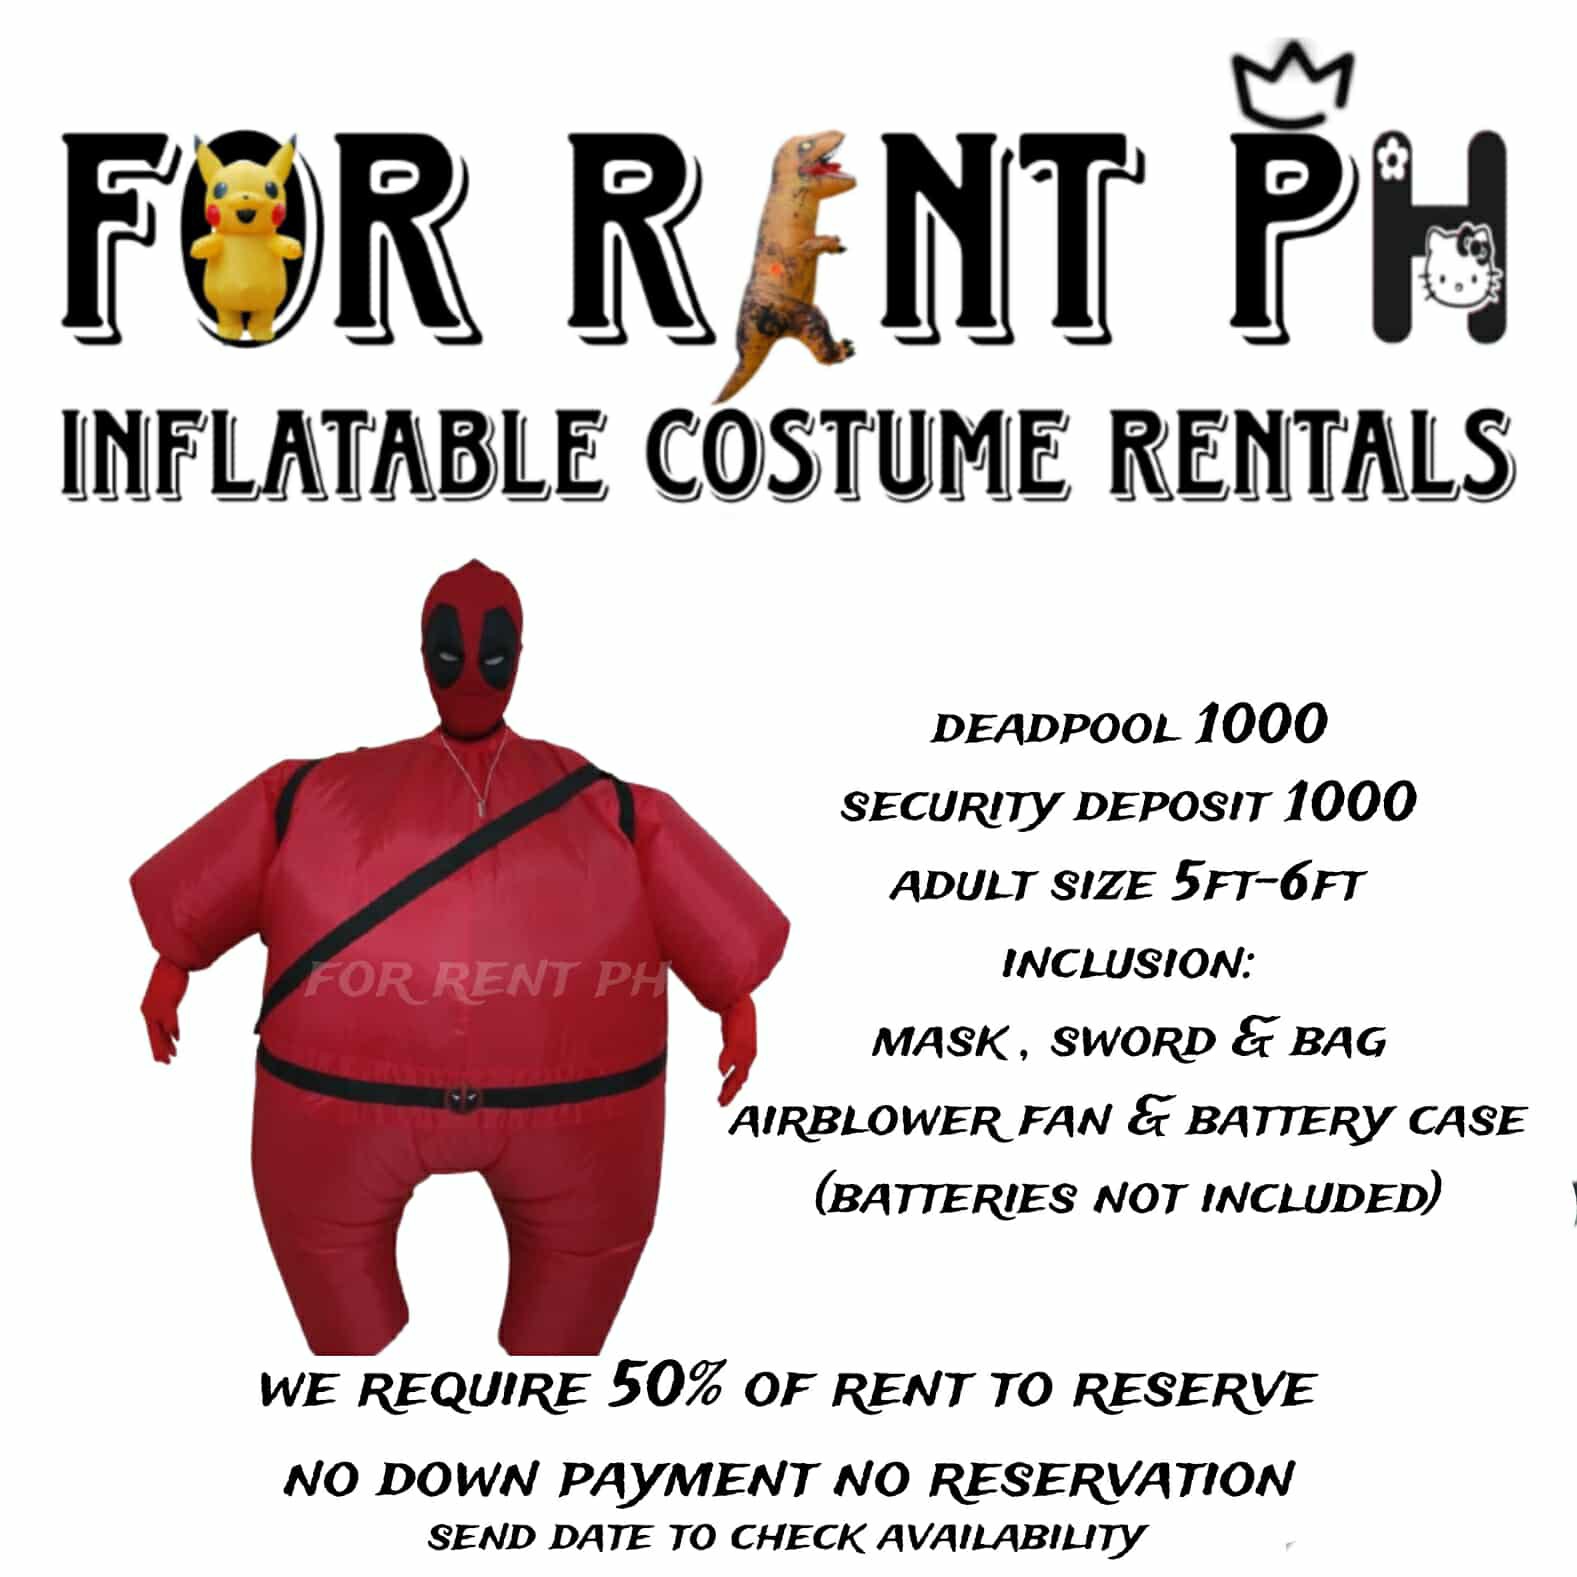 FOR RENT PH
INFLATABLE COSTUME RENTALS
DEADPOOL 1000
SECURITY DEPOSIT 1000
ADULT SIZE 5FT-6FT
INCLUSION:
MASK, SWORD & BAG
FOR RENT PH
AIRBLOWER FAN & BATTERY CASE
(BATTERIES NOT INCLUDED)
WE REQUIRE 50% OF RENT TO RESERVE
NO DOWN PAYMENT NO RESERVATION
SEND DATE TO CHECK AVAILABILITY